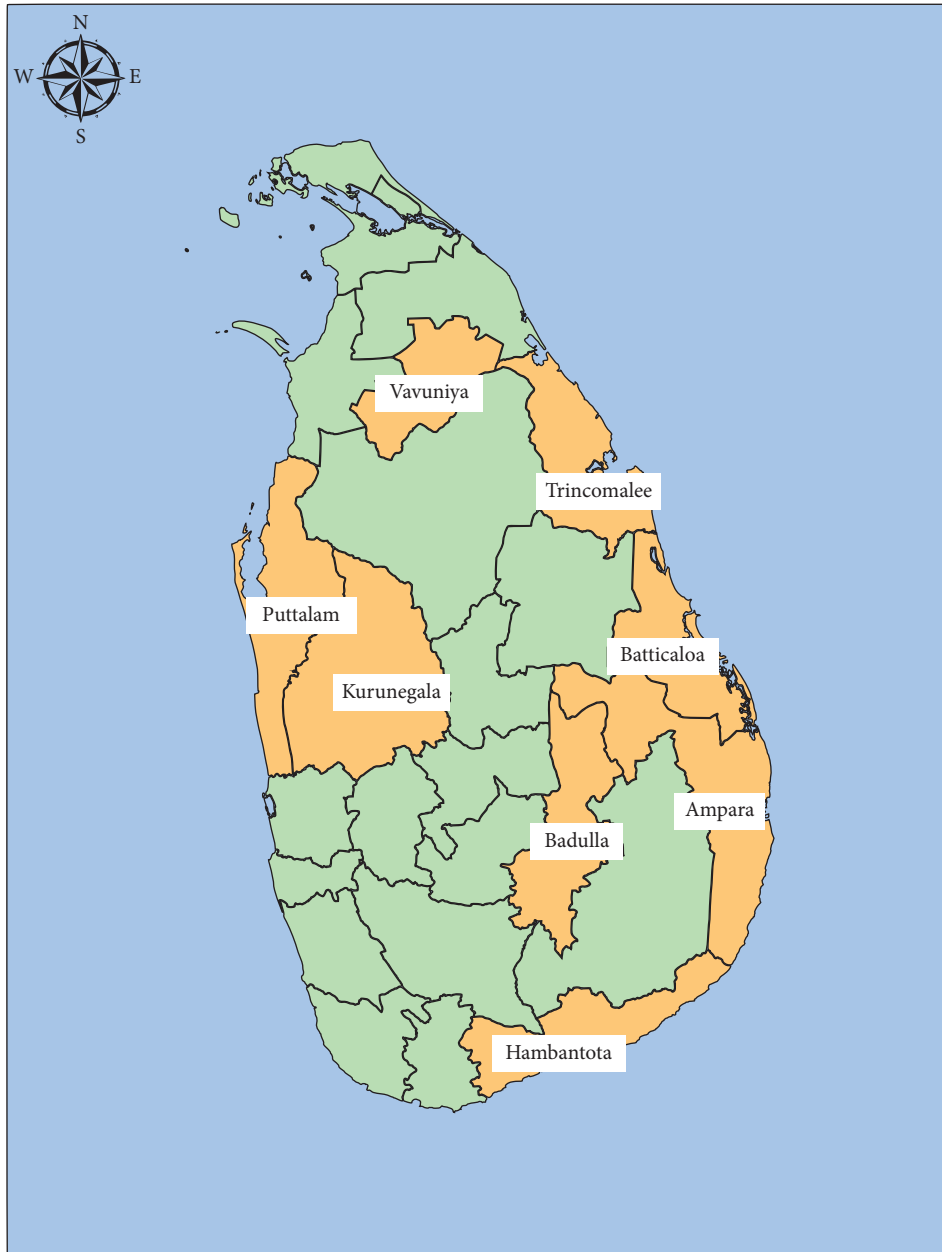 N
W
E
S
Vavuniya
Trincomalee
Puttalam
Batticaloa
Kurunegala
Ampara
Badulla
Hambantota